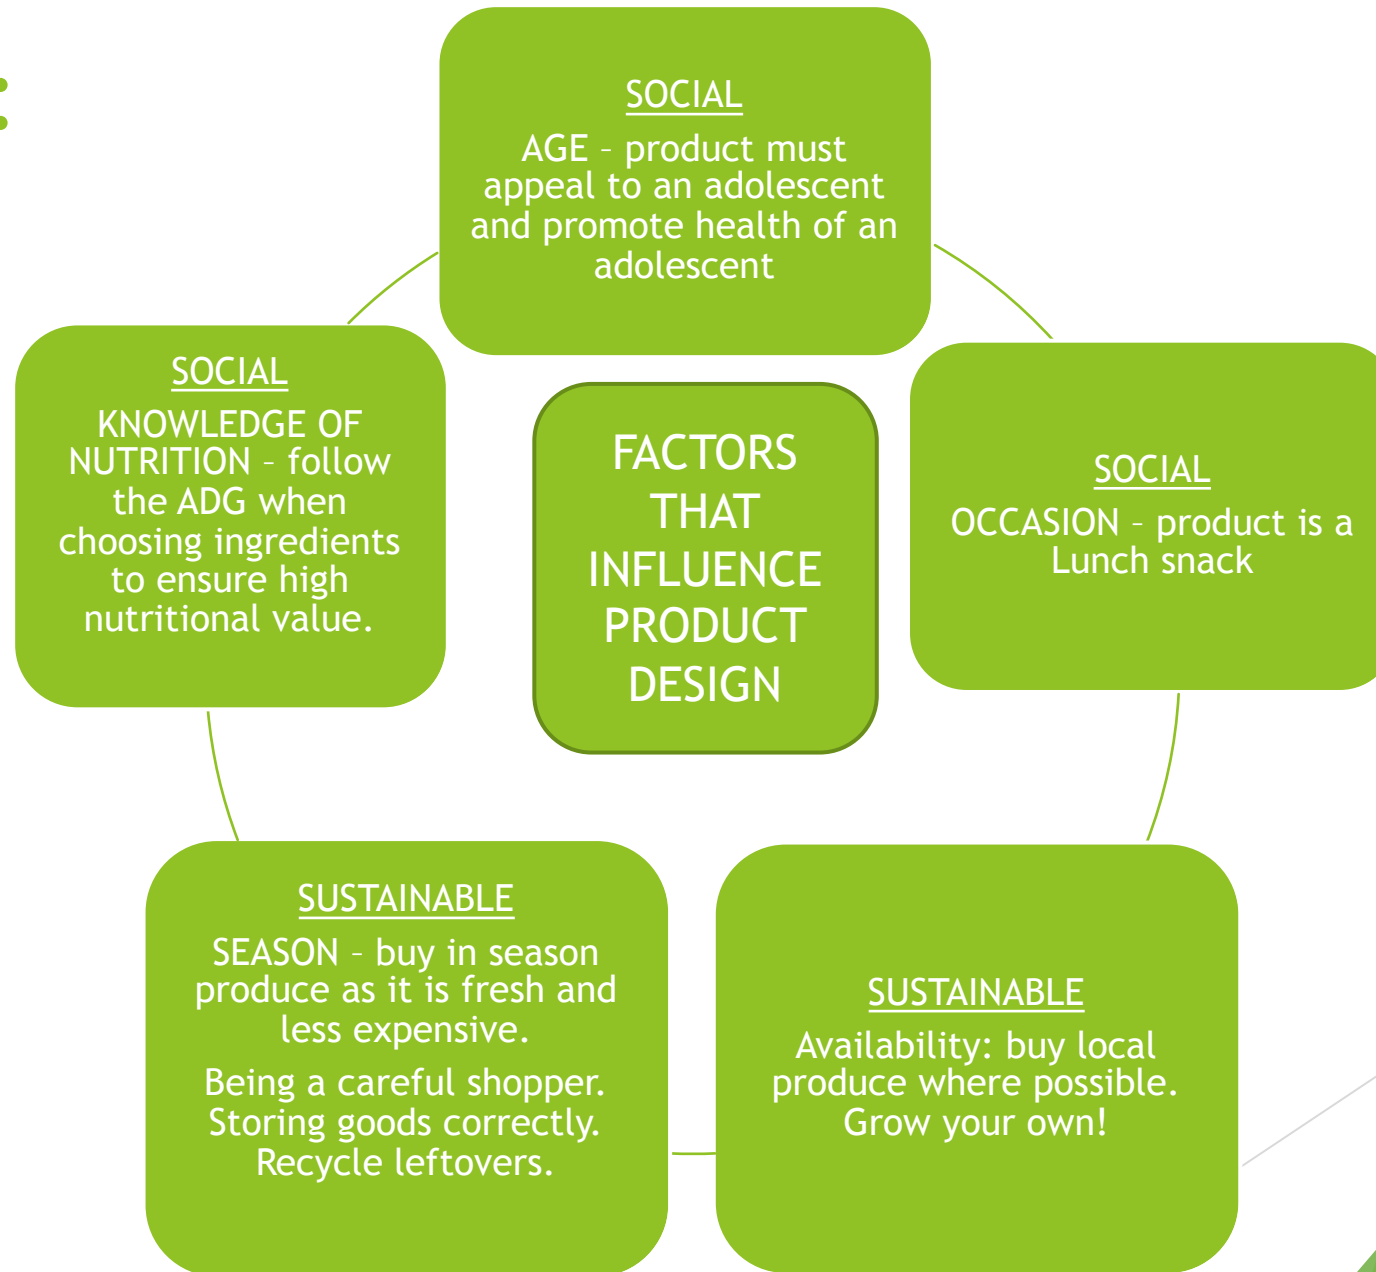 SOCIAL
AGE – product must
appeal to an adolescent
and promote health of an
adolescent
SOCIAL
KNOWLEDGE OF
NUTRITION – follow
the ADG when
choosing ingredients
to ensure high
nutritional value.
FACTORS
THAT
INFLUENCE
PRODUCT
DESIGN
SOCIAL
OCCASION – product is a
Lunch snack
SUSTAINABLE
SEASON – buy in season
produce as it is fresh and
less expensive.
Being a careful shopper.
Storing goods correctly.
Recycle leftovers.
SUSTAINABLE
Availability: buy local
produce where possible.
Grow your own!